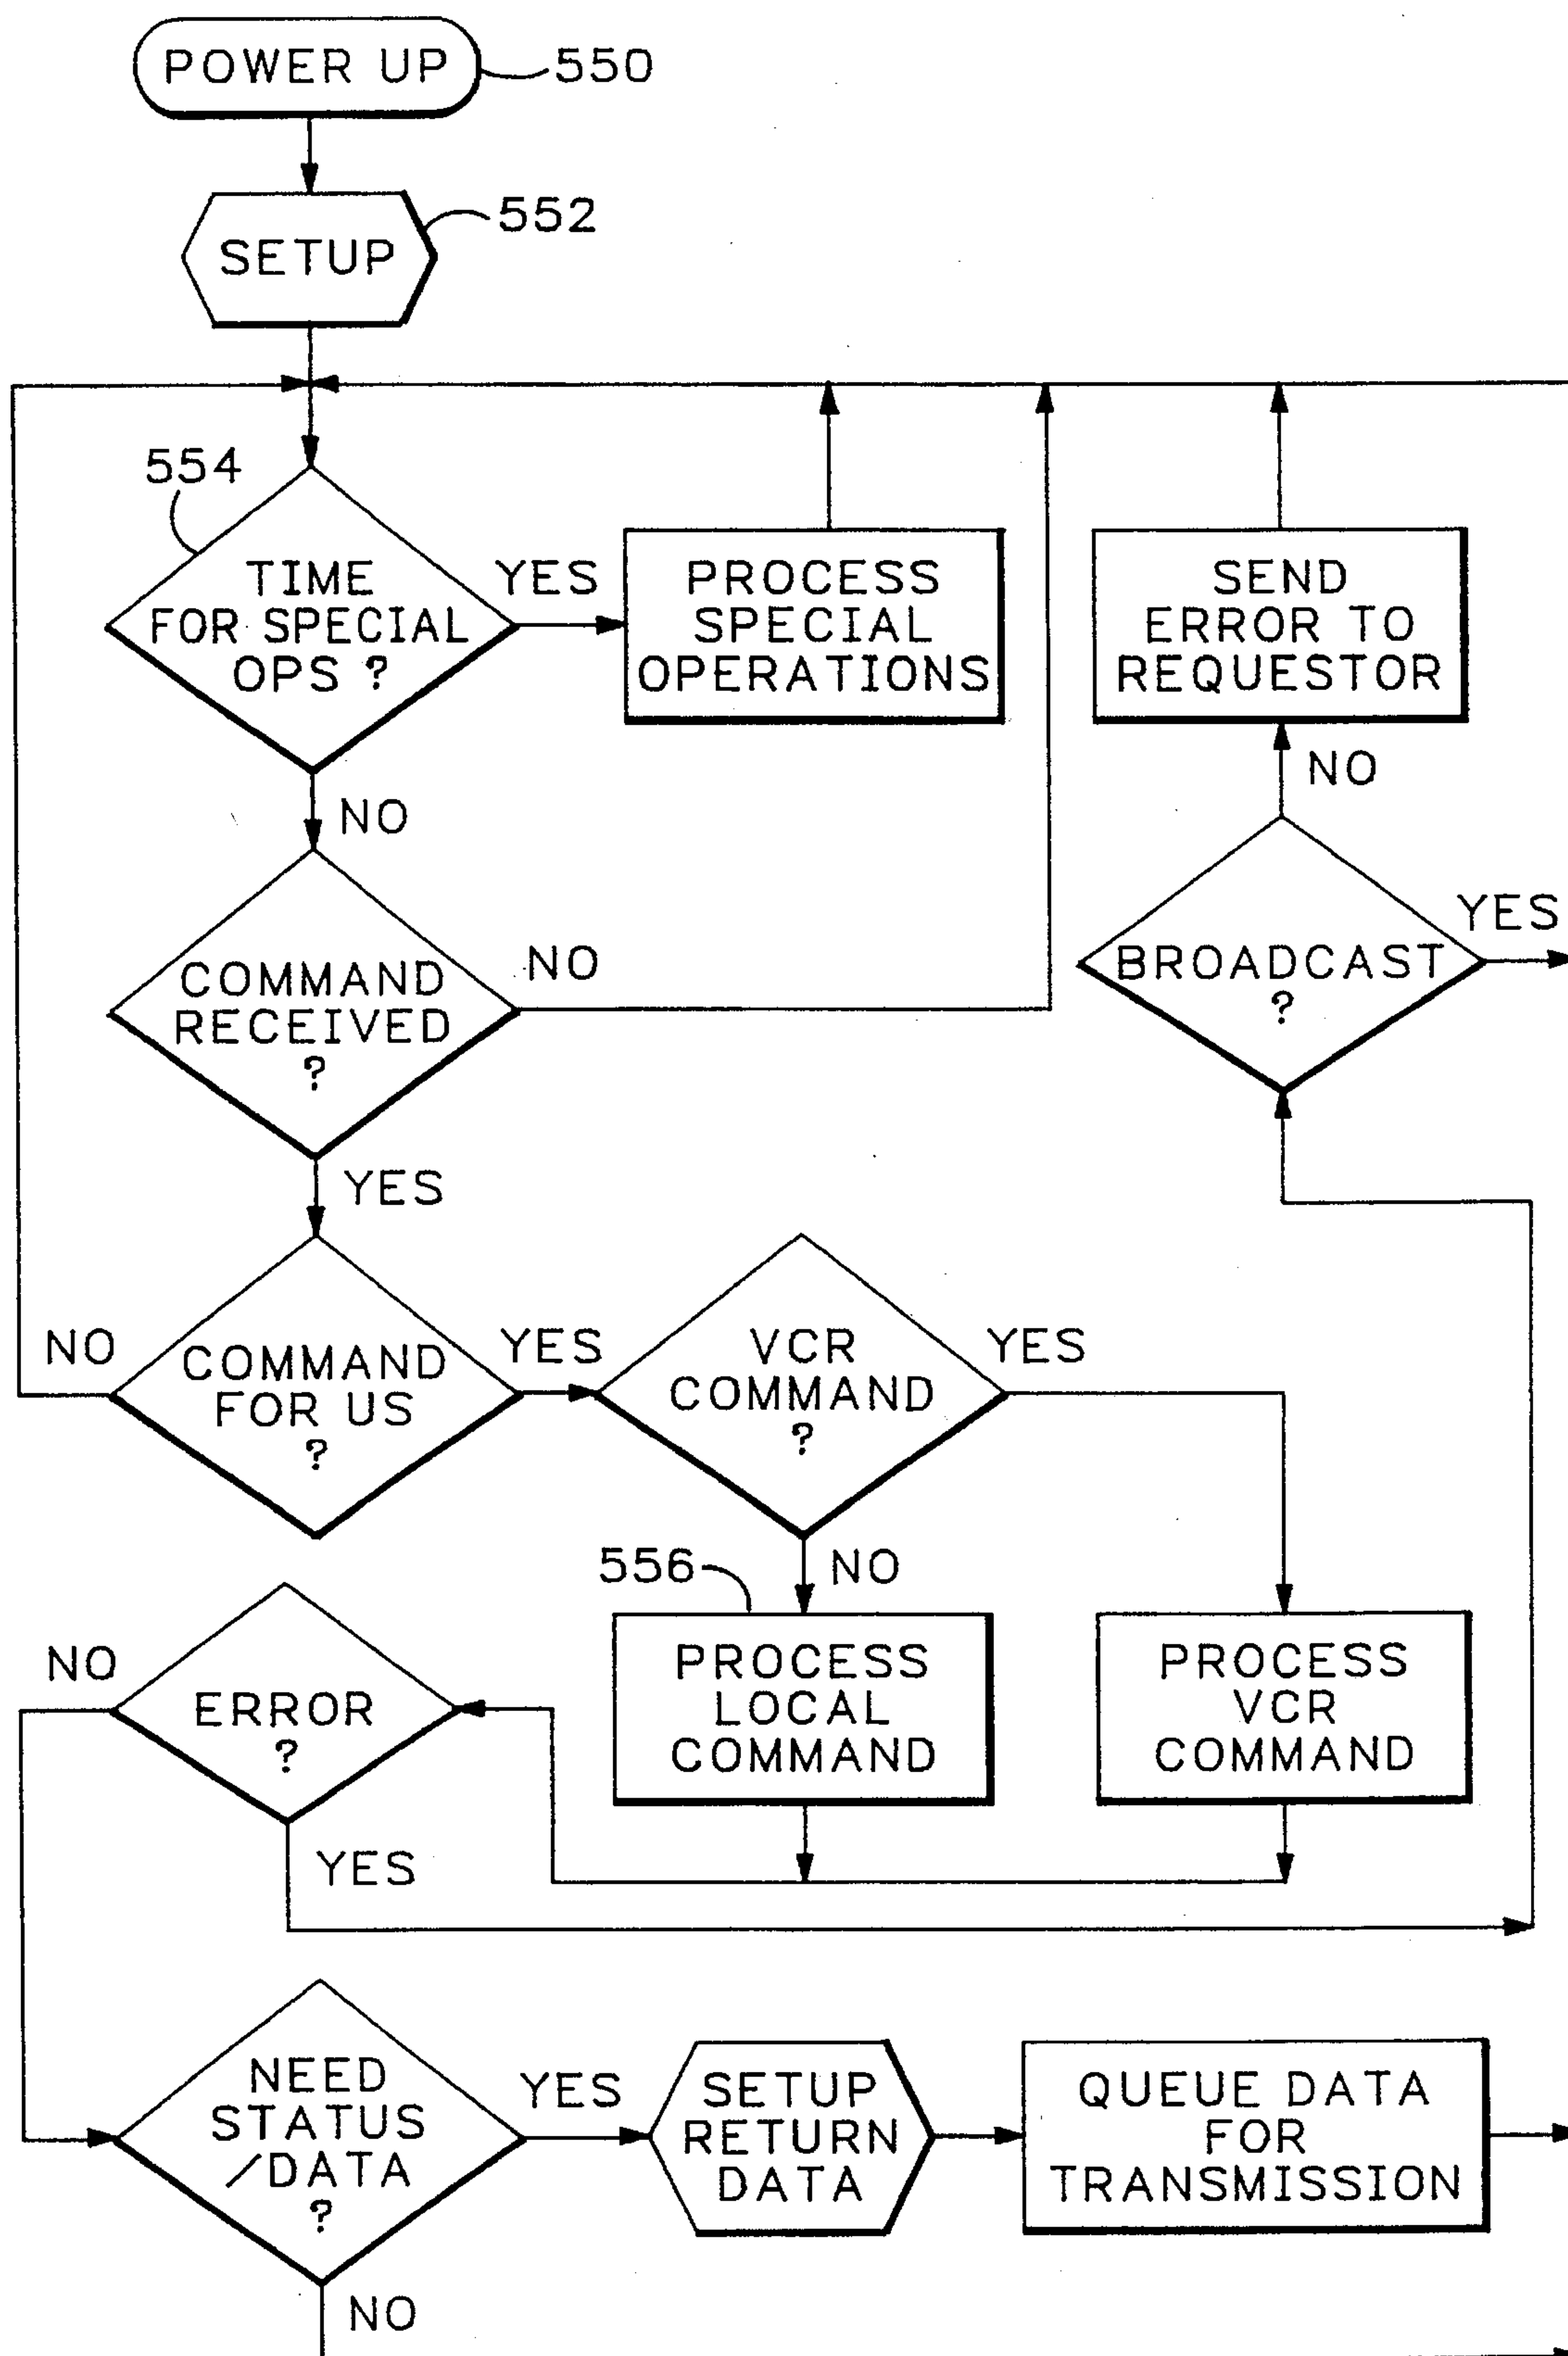 POWER UP
550
SETUP
552
554
TIME
FOR SPECIAL
OPS ?
YES
PROCESS
SPECIAL
OPERATIONS
SEND
ERROR TO
REQUESTOR
NO
NO
COMMAND
RECEIVED
?
NO
BROADCAST
?
YES
YES
NO
COMMAND
FOR US
?
YES
VCR
COMMAND
?
YES
556
NO
NO
ERROR
?
YES
PROCESS
LOCAL
COMMAND
PROCESS
VCR
COMMAND
NEED
STATUS
/DATA
?
YES
SETUP
RETURN
DATA
QUEUE DATA
FOR
TRANSMISSION
NO